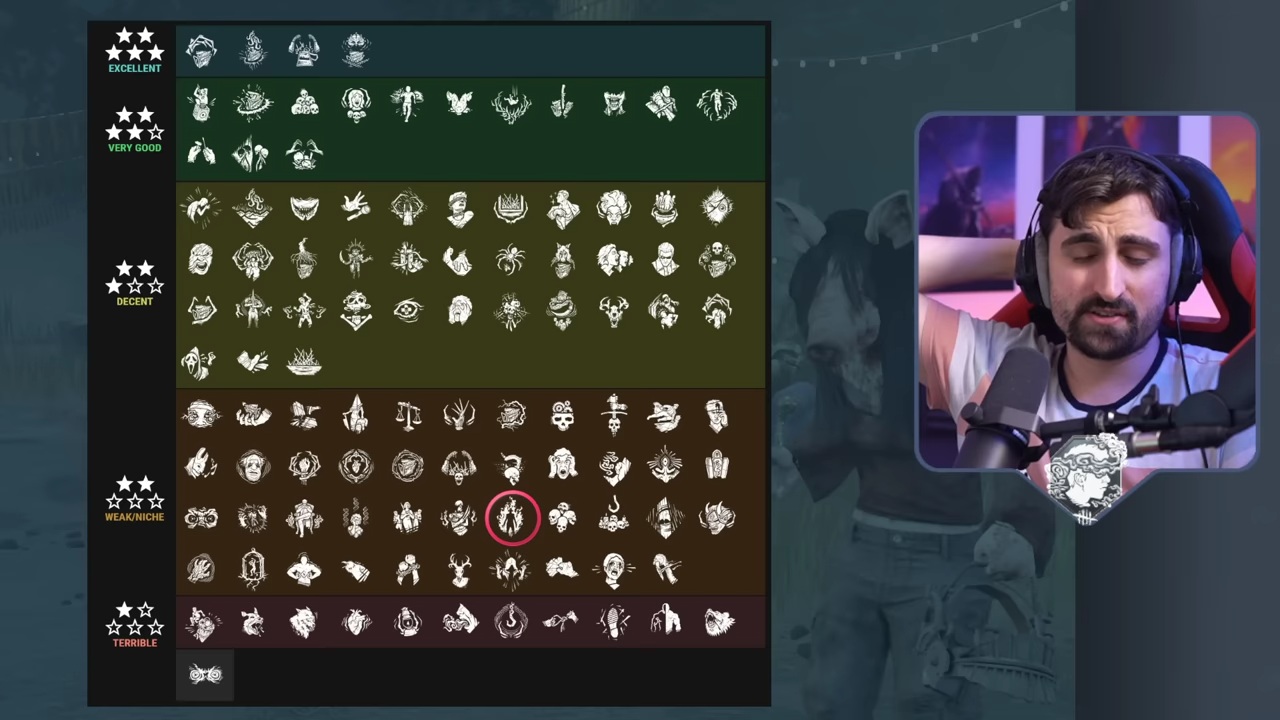 EXCELLENT
VERY GOOD
DECENT
WEAK/NICHE
TERRIBLE